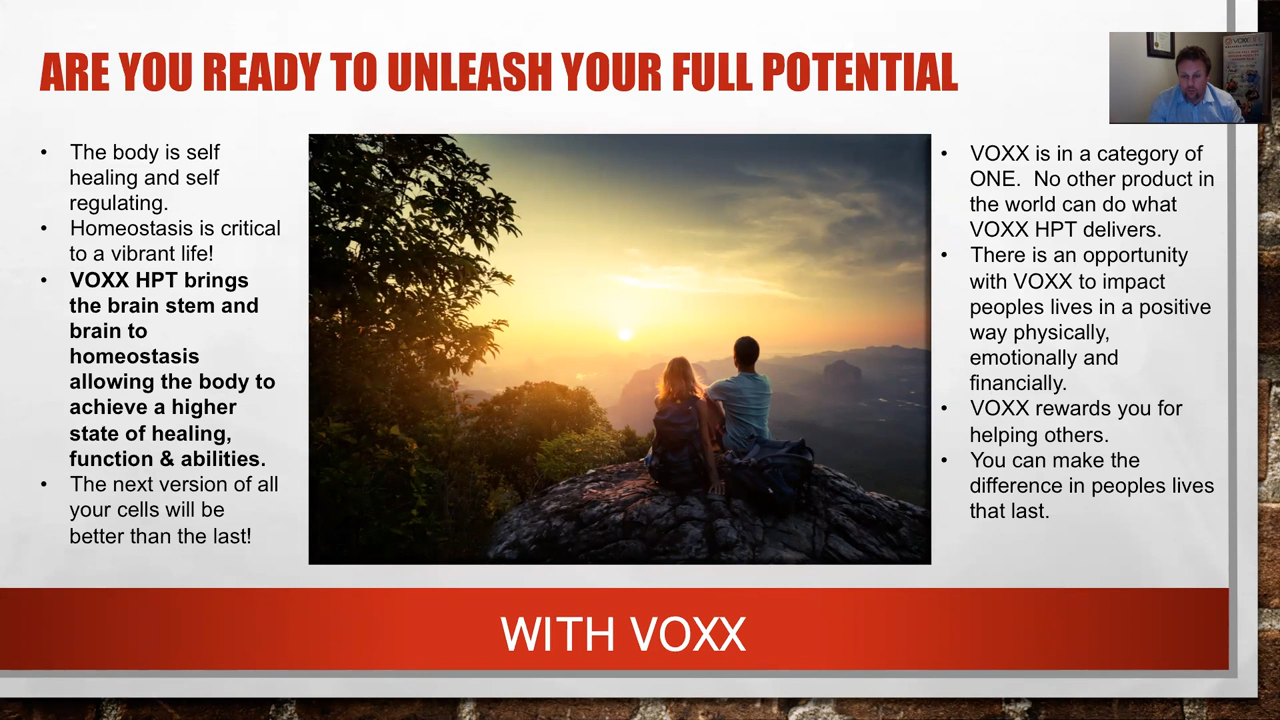 ARE YOU READY TO UNLEASH YOUR FULL POTENTIAL
• The body is self
healing and self
regulating.
• Homeostasis is critical
to a vibrant life!
• VOXX HPT brings
the brain stem and
brain to
homeostasis
allowing the body to
achieve a higher
state of healing,
function & abilities.
• The next version of all
your cells will be
better than the last!
• VOXX is in a category of
ONE.  No other product in
the world can do what
VOXX HPT delivers.
• There is an opportunity
with VOXX to impact
peoples lives in a positive
way physically,
emotionally and
financially.
• VOXX rewards you for
helping others.
• You can make the
difference in peoples lives
that last.
WITH VOXX